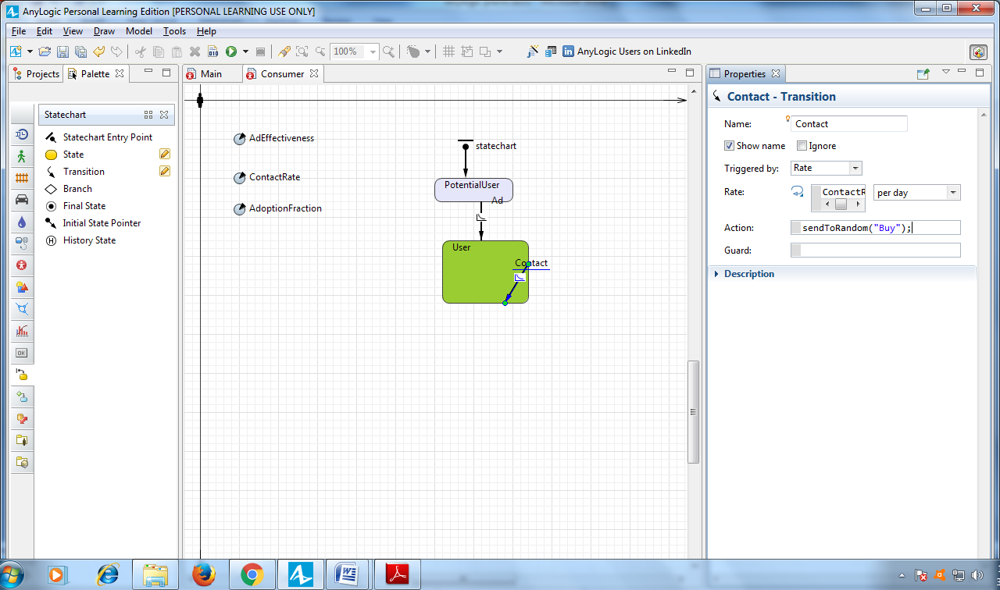 AnyLogic Personal Learning Edition [PERSONAL LEARNING USE ONLY]
File Edit View Draw Model Tools Help
010
100%
in AnyLogic Users on LinkedIn
Projects
Palette
Main
Consumer
Properties
Statechart
Statechart Entry Point
State
Transition
Branch
Final State
Initial State Pointer
H History State
OK
AdEffectiveness
ContactRate
AdoptionFraction
statechart
PotentialUser
Ad
User
Contact
Contact - Transition
Name: Contact
Show name Ignore
Triggered by: Rate
Rate: ContactR per day
Action: sendToRandom("Buy");
Guard:
Description